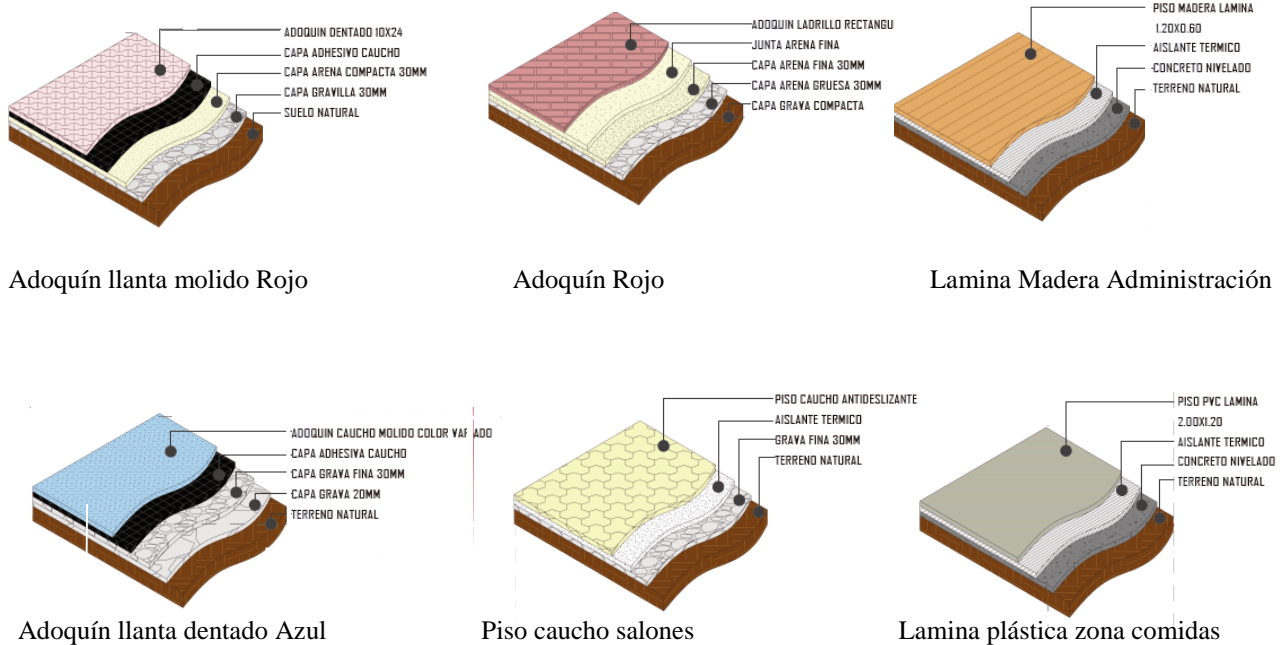 ADOQUIN DENTADO 10X24
CAPA ADHESIVO CAUCHO
CAPA ARENA COMPACTA 30MM
CAPA GRAVILLA 30MM
SUELO NATURAL
Adoquín llanta molido Rojo
ADOQUIN LADRILLO RECTANGU
JUNTA ARENA FINA
CAPA ARENA FINA 30MM
CAPA ARENA GRUESA 30MM
CAPA GRAVA COMPACTA
Adoquín Rojo
PISO MADERA LAMINA
1.20X0.60
AISLANTE TERMICO
CONCRETO NIVELADO
TERRENO NATURAL
Lamina Madera Administración
ADOQUIN CAUCHO MOLIDO COLOR VARIADO
CAPA ADHESIVA CAUCHO
CAPA GRAVA FINA 30MM
CAPA GRAVA 20MM
TERRENO NATURAL
Adoquín llanta dentado Azul
PISO CAUCHO ANTIDESLIZANTE
AISLANTE TERMICO
GRAVA FINA 30MM
TERRENO NATURAL
Piso caucho salones
PISO PVC LAMINA
2.00X1.20
AISLANTE TERMICO
CONCRETO NIVELADO
TERRENO NATURAL
Lamina plástica zona comidas